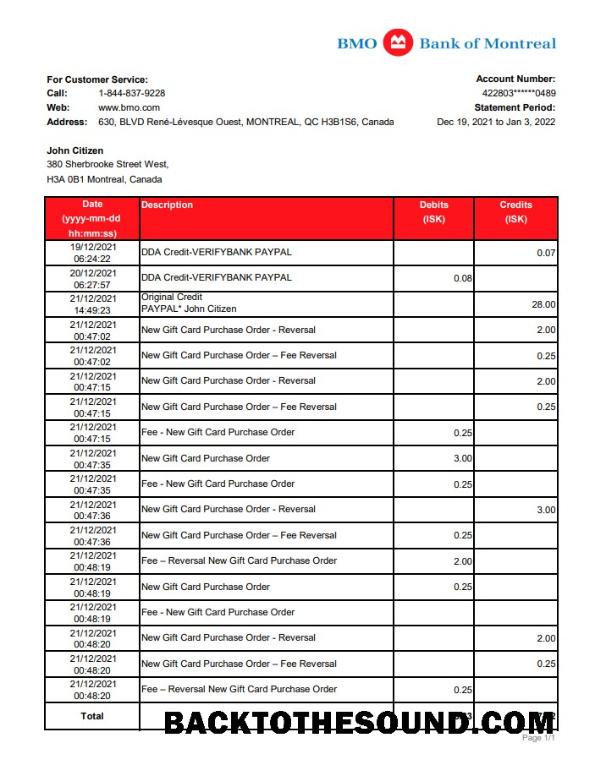 BMO Bank of Montreal
For Customer Service:
Call: 1-844-837-9228
Web: www.bmo.com
Address: 630, BLVD René-Lévesque Ouest, MONTREAL, QC H3B1S6, Canada
Account Number:
422803******0489
Statement Period:
Dec 19, 2021 to Jan 3, 2022
John Citizen
380 Sherbrooke Street West,
H3A 0B1 Montreal, Canada
Date (yyyy-mm-dd hh:mm:ss) Description Debits (ISK) Credits (ISK)
19/12/2021 06:24:22 DDA Credit-VERIFYBANK PAYPAL 0.07
20/12/2021 06:27:57 DDA Credit-VERIFYBANK PAYPAL 0.08
21/12/2021 14:49:23 Original Credit PAYPAL* John Citizen 28.00
21/12/2021 00:47:02 New Gift Card Purchase Order - Reversal 2.00
21/12/2021 00:47:02 New Gift Card Purchase Order – Fee Reversal 0.25
21/12/2021 00:47:15 New Gift Card Purchase Order - Reversal 2.00
21/12/2021 00:47:15 New Gift Card Purchase Order – Fee Reversal 0.25
21/12/2021 00:47:15 Fee - New Gift Card Purchase Order 0.25
21/12/2021 00:47:35 New Gift Card Purchase Order 3.00
21/12/2021 00:47:35 Fee - New Gift Card Purchase Order 0.25
21/12/2021 00:47:36 New Gift Card Purchase Order - Reversal 3.00
21/12/2021 00:47:36 New Gift Card Purchase Order – Fee Reversal 0.25
21/12/2021 00:48:19 Fee – Reversal New Gift Card Purchase Order 2.00
21/12/2021 00:48:19 New Gift Card Purchase Order 0.25
21/12/2021 00:48:19 Fee - New Gift Card Purchase Order
21/12/2021 00:48:20 New Gift Card Purchase Order - Reversal 2.00
21/12/2021 00:48:20 New Gift Card Purchase Order – Fee Reversal 0.25
21/12/2021 00:48:20 Fee – Reversal New Gift Card Purchase Order 0.25
Total
BACKTOTHESOUND.COM
Page 1/1